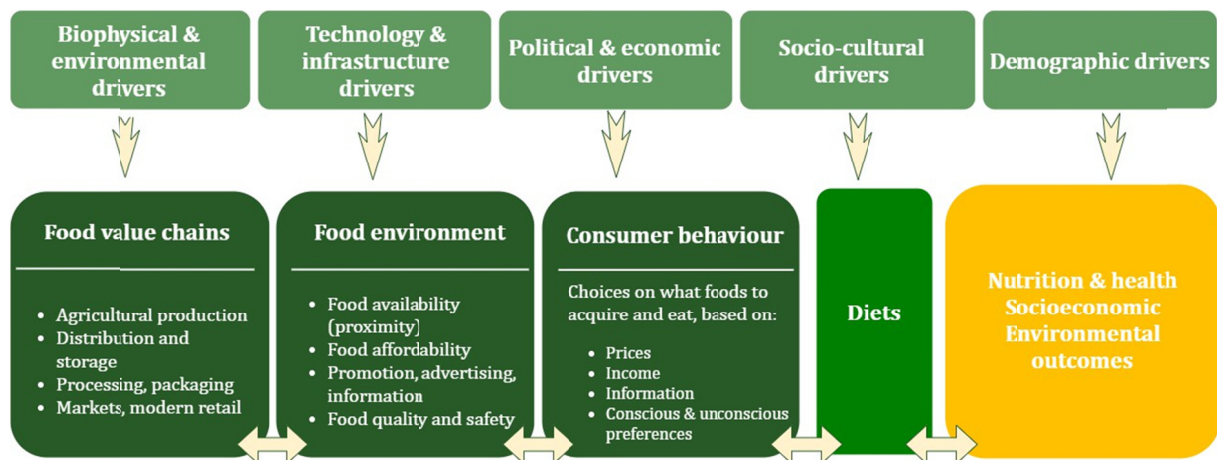 Biophysical &
environmental
drivers
Technology &
infrastructure
drivers
Political & economic
drivers
Socio-cultural
drivers
Demographic drivers
Food value chains
• Agricultural production
• Distribution and
storage
• Processing, packaging
• Markets, modern retail
Food environment
• Food availability
(proximity)
• Food affordability
• Promotion, advertising,
information
• Food quality and safety
Consumer behaviour
Choices on what foods to
acquire and eat, based on:
• Prices
• Income
• Information
• Conscious & unconscious
preferences
Diets
Nutrition & health
Socioeconomic
Environmental
outcomes